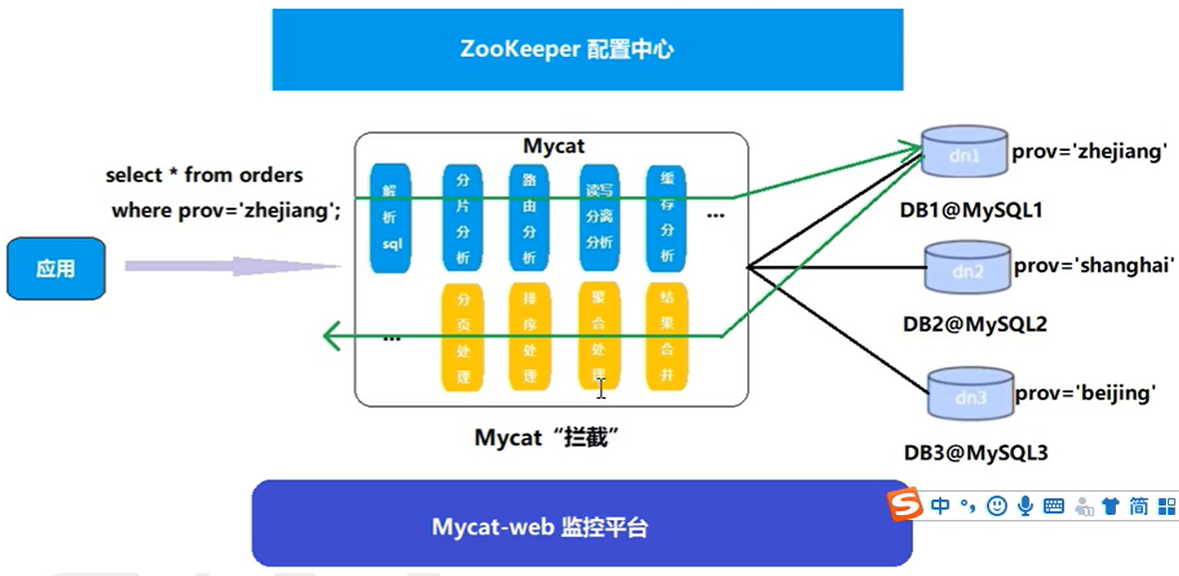 ZooKeeper 配置中心
Mycat
select * from orders
where prov='zhejiang';
应用
解析sql
分片分析
路由分析
读写分离分析
缓存分析
...
分页处理
排序处理
聚合处理
结果合并
...
dn1
prov='zhejiang'
DB1@MySQL1
dn2
prov='shanghai'
DB2@MySQL2
dn3
prov='beijing'
DB3@MySQL3
Mycat“拦截”
Mycat-web 监控平台
S 中 °, 简